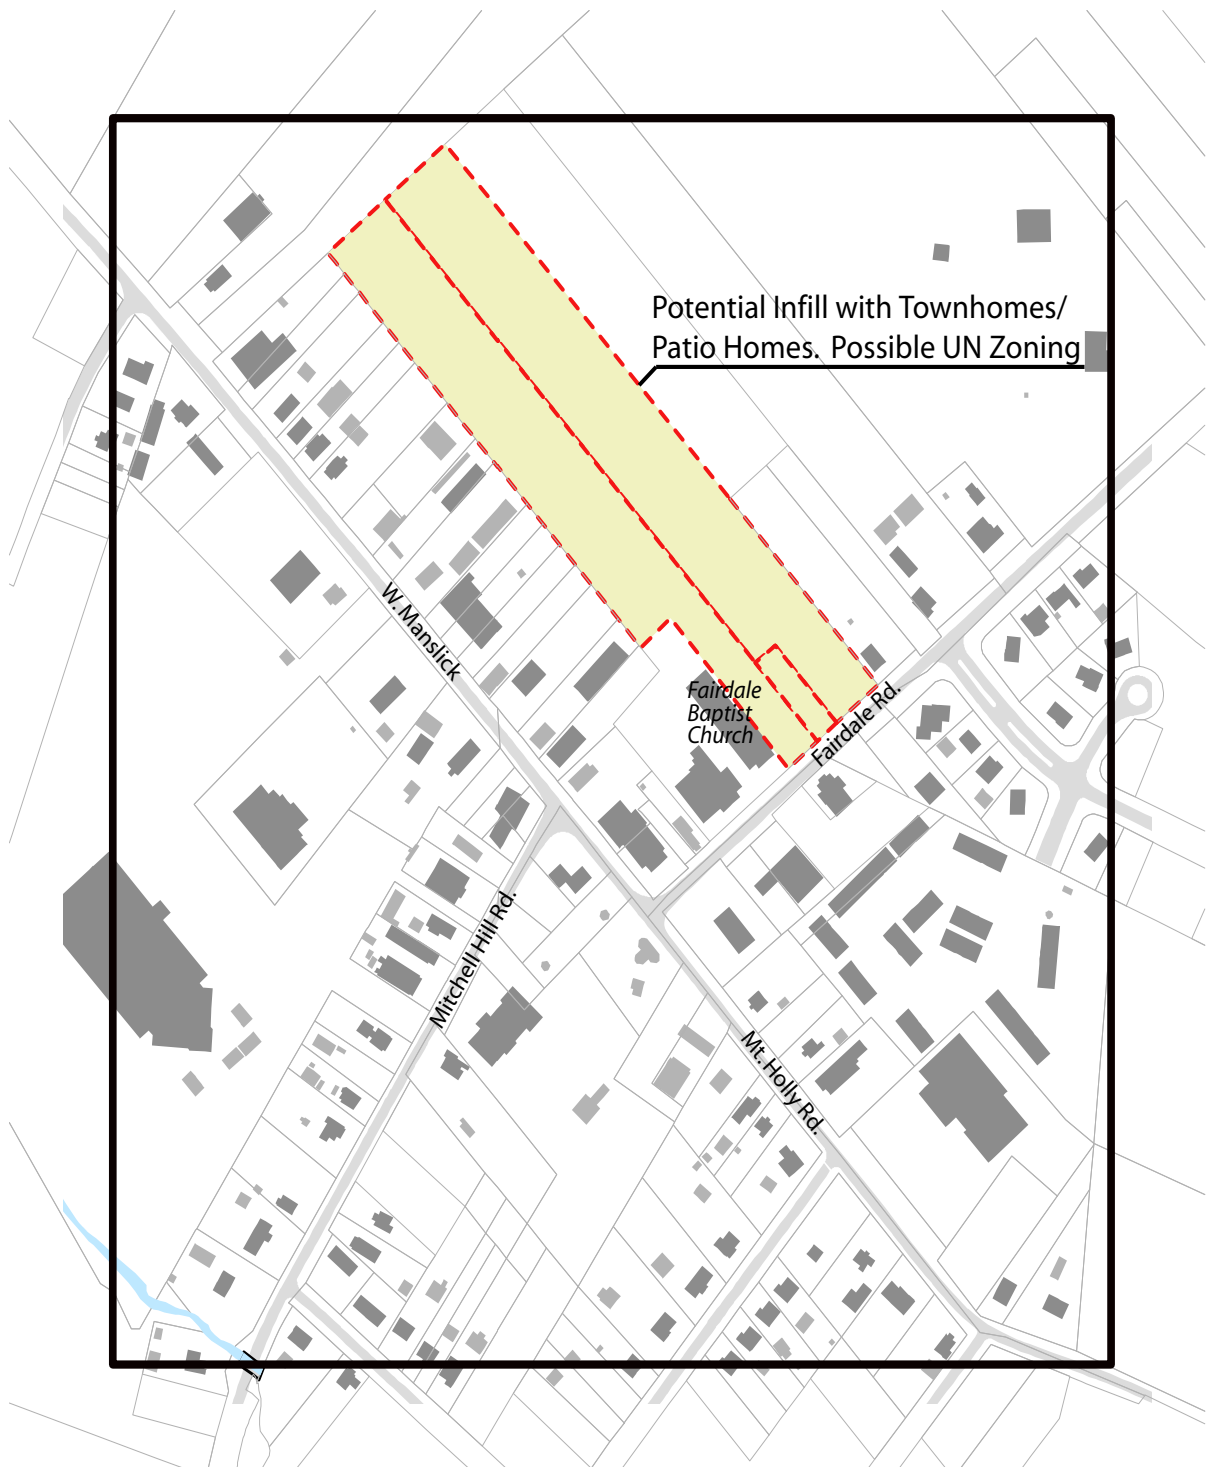 Potential Infill with Townhomes/
Patio Homes. Possible UN Zoning
W. Manslick
Fairdale
Baptist
Church
Fairdale Rd.
Mitchell Hill Rd.
Mt. Holly Rd.